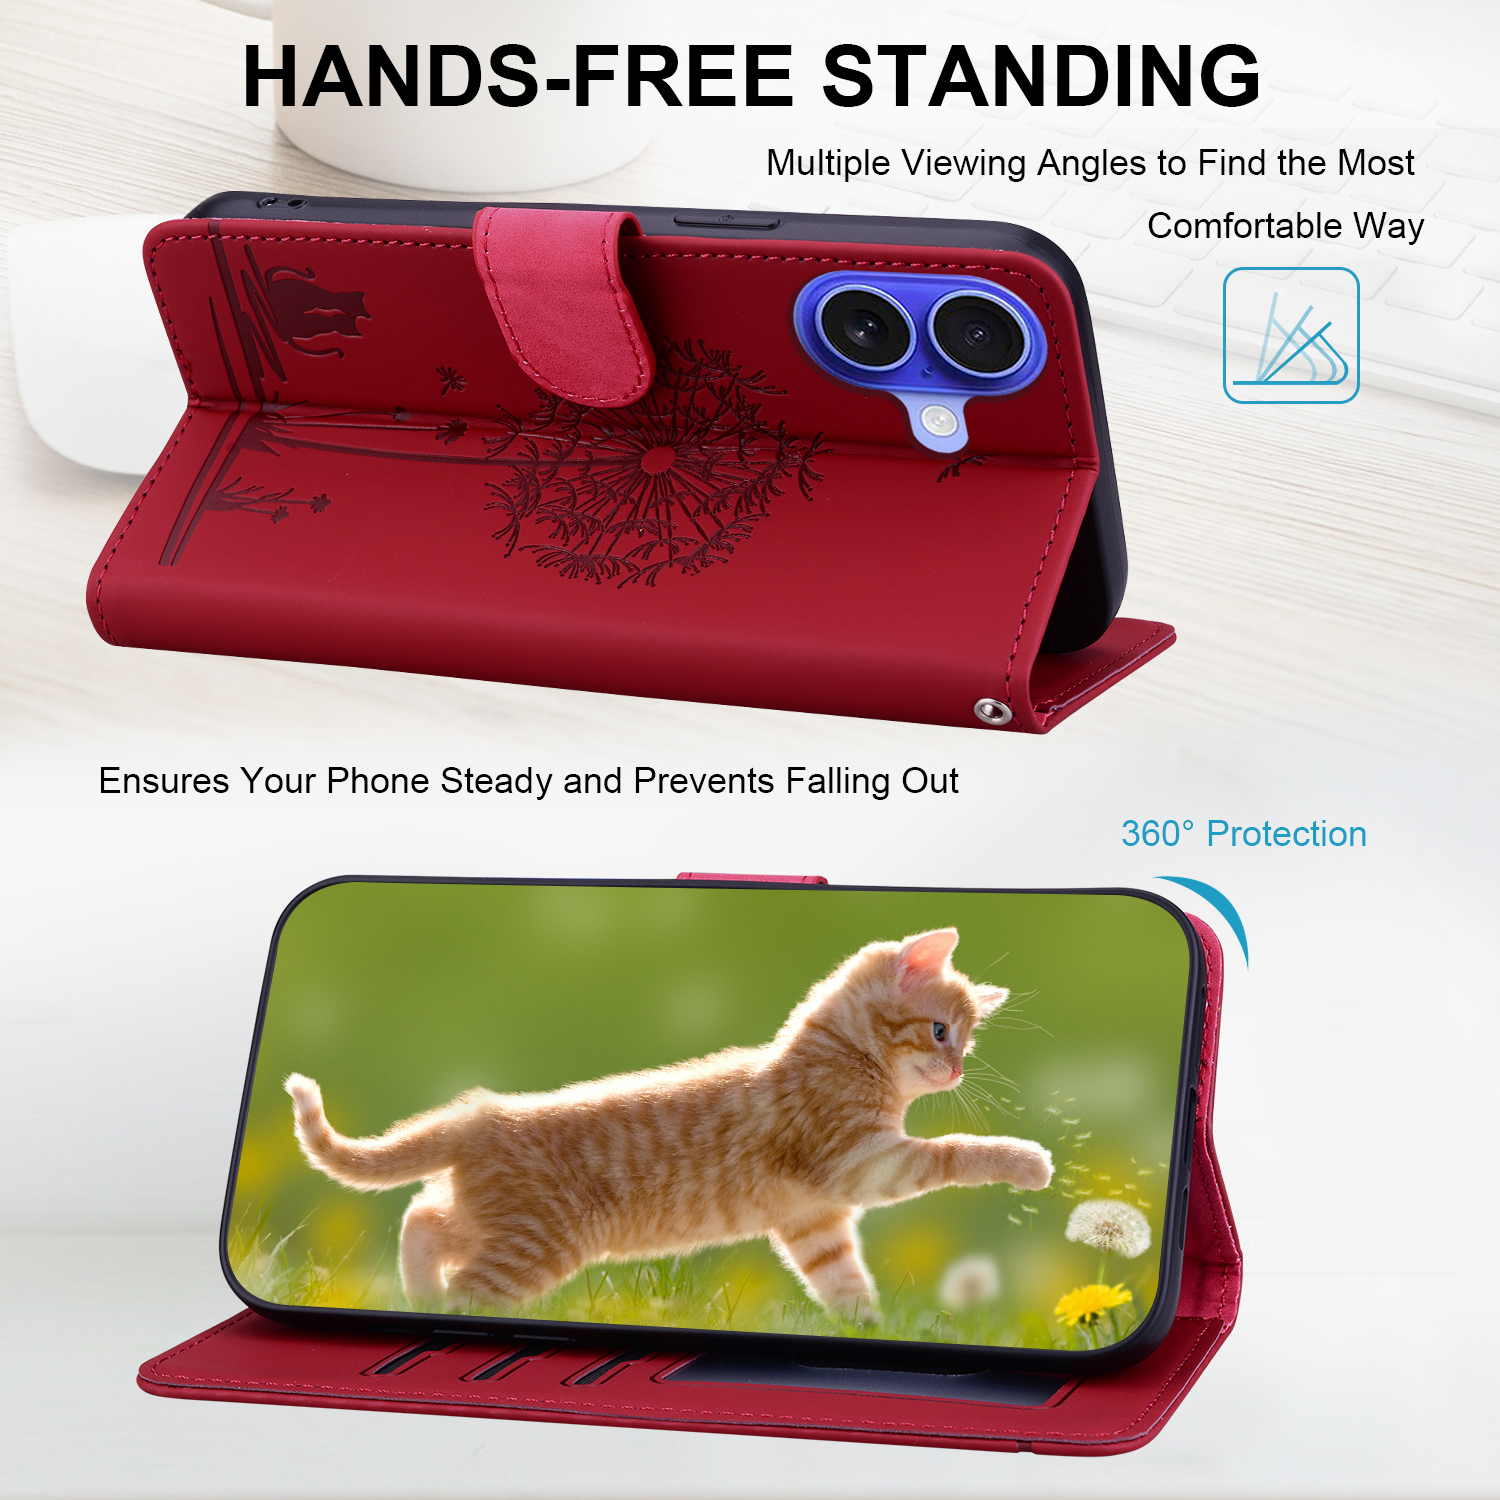 HANDS-FREE STANDING
Multiple Viewing Angles to Find the Most
Comfortable Way
Ensures Your Phone Steady and Prevents Falling Out
360° Protection